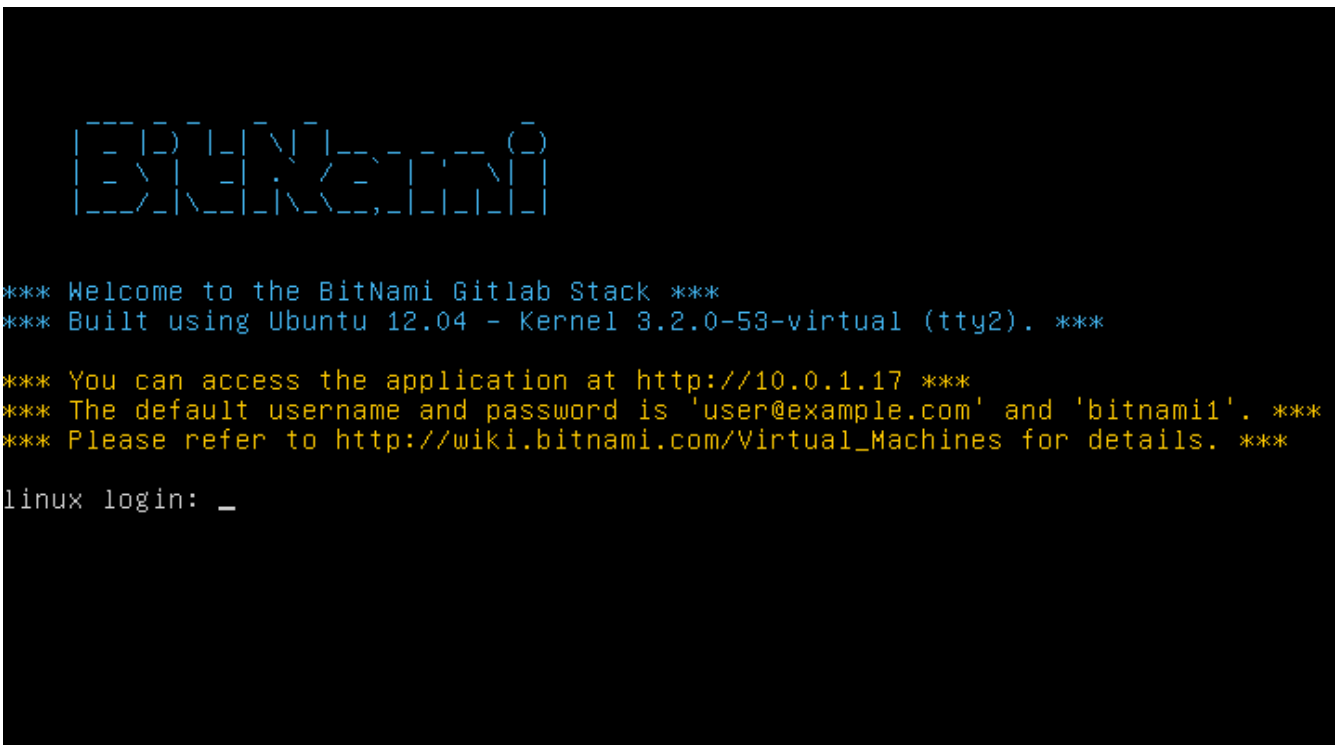 BitNami
*** Welcome to the BitNami Gitlab Stack ***
*** Built using Ubuntu 12.04 - Kernel 3.2.0-53-virtual (tty2). ***
*** You can access the application at http://10.0.1.17 ***
*** The default username and password is 'user@example.com' and 'bitnami1'. ***
*** Please refer to http://wiki.bitnami.com/Virtual_Machines for details. ***
linux login: _